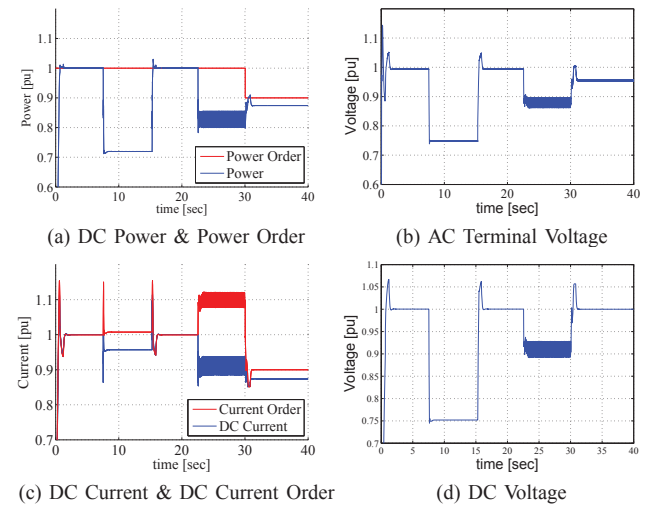 1.1
1
0.9
0.8
0.7
0.6
Power [pu]
0 10 20 30 40
time [sec]
Power Order
Power
(a) DC Power & Power Order
1.1
1
0.9
0.8
0.7
0.6
Voltage [pu]
0 10 20 30 40
time [sec]
(b) AC Terminal Voltage
1.1
1
0.9
0.8
0.7
Current [pu]
0 10 20 30 40
time [sec]
Current Order
DC Current
(c) DC Current & DC Current Order
1.1
1.05
1
0.95
0.9
0.85
0.8
0.75
0.7
Voltage [pu]
0 5 10 15 20 25 30 35 40
time [sec]
(d) DC Voltage